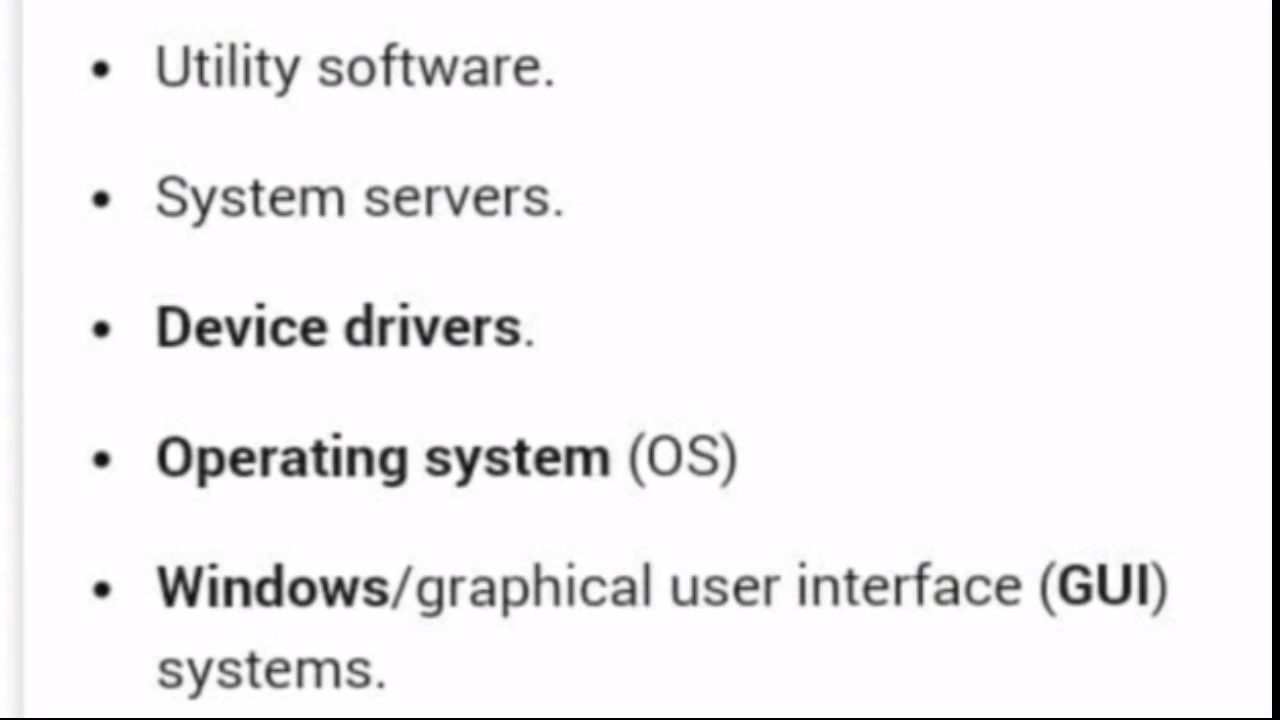 • Utility software.
• System servers.
• Device drivers.
• Operating system (OS)
• Windows/graphical user interface (GUI)
systems.